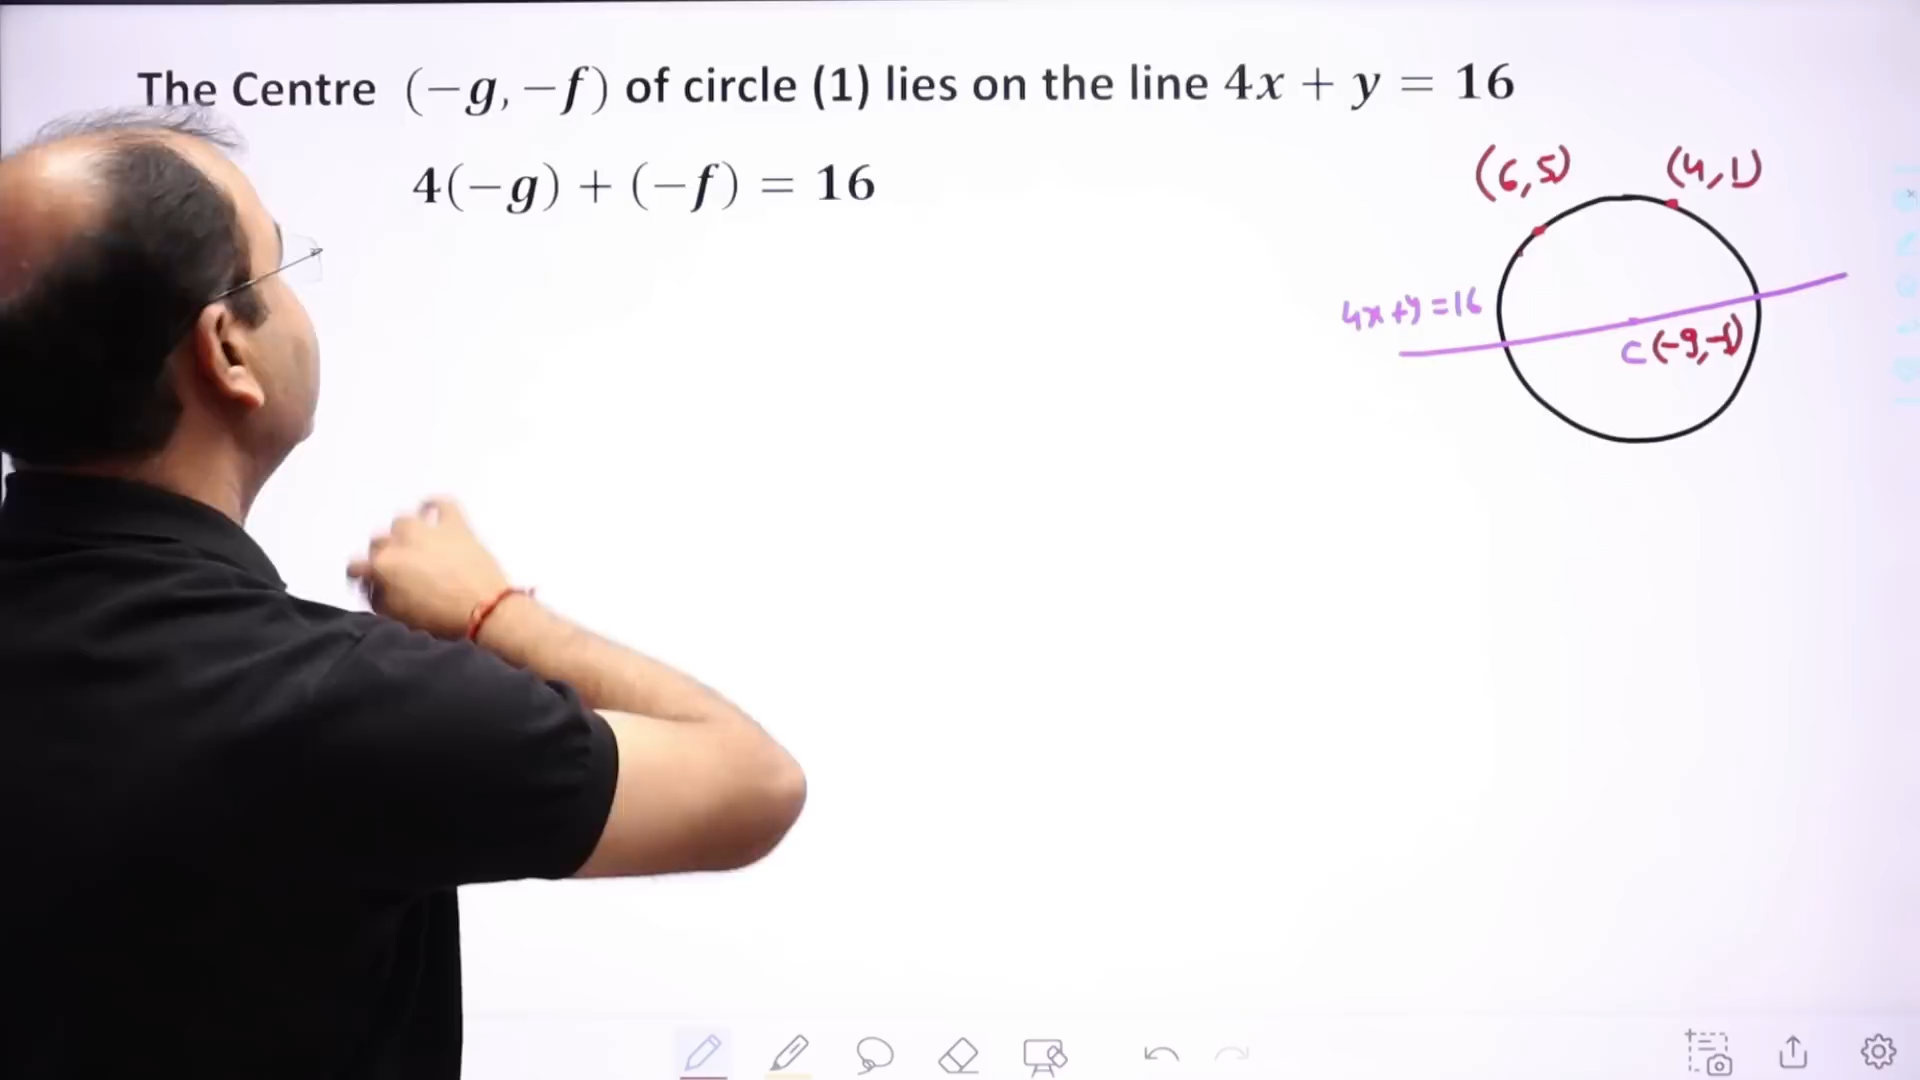 The Centre (−g, −f) of circle (1) lies on the line 4x + y = 16
4(−g) + (−f) = 16
(6,5) (4,1)
4x+y=16
C(-g,-f)